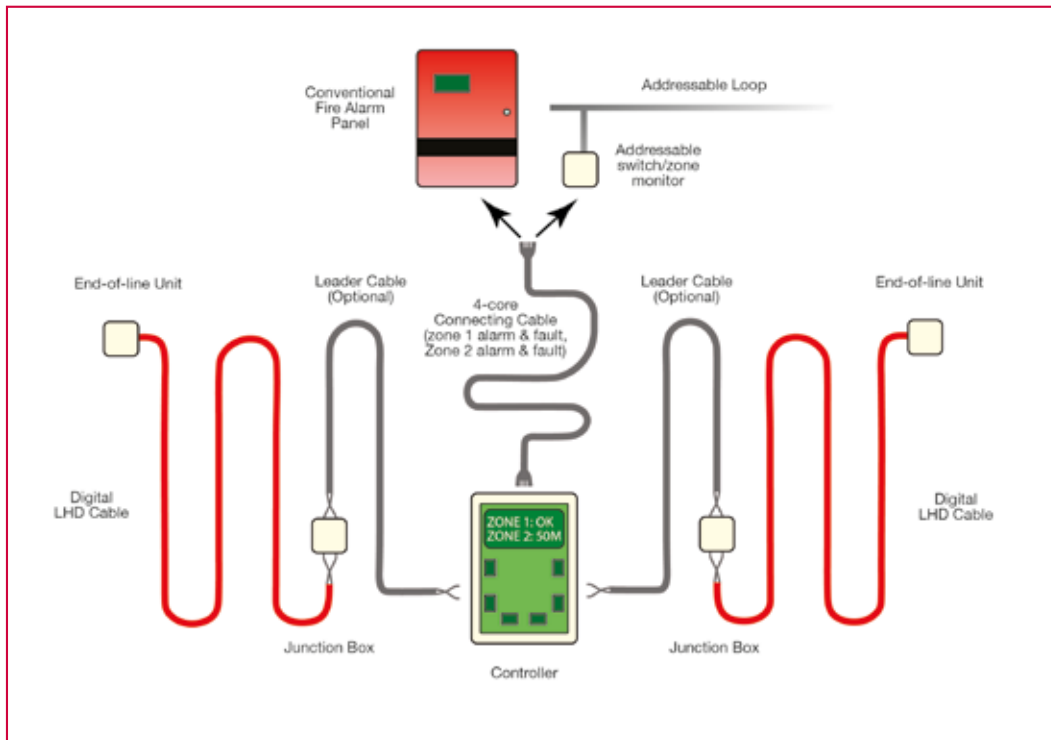 Conventional
Fire Alarm
Panel
Addressable Loop
Addressable
switch/zone
monitor
End-of-line Unit
Leader Cable
(Optional)
4-core
Connecting Cable
(zone 1 alarm & fault,
Zone 2 alarm & fault)
Leader Cable
(Optional)
End-of-line Unit
Digital
LHD Cable
ZONE 1: OK
ZONE 2: 50M
Digital
LHD Cable
Junction Box
Controller
Junction Box